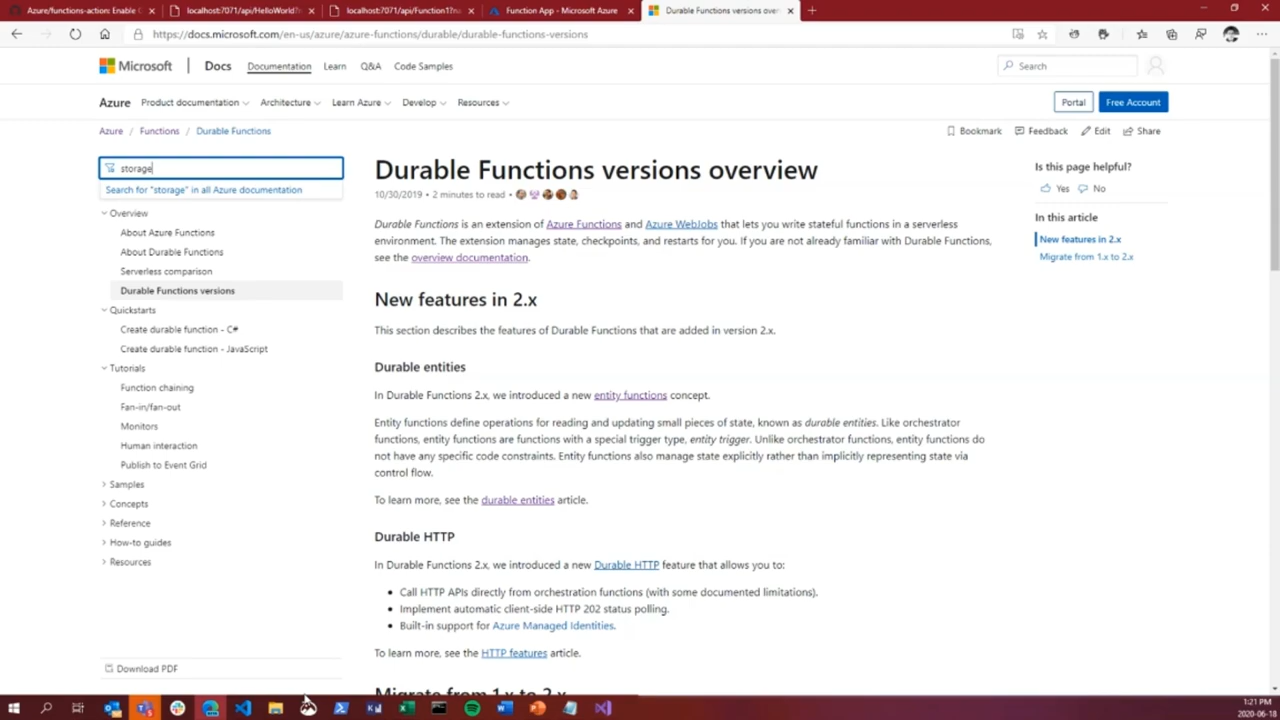 Azure/functions-action: Enable C
localhost:7071/api/HelloWorld?
localhost:7071/api/Function1?na
Function App - Microsoft Azure
Durable Functions versions over
https://docs.microsoft.com/en-us/azure/azure-functions/durable/durable-functions-versions
Microsoft
Docs
Documentation
Learn
Q&A
Code Samples
Search
Azure
Product documentation
Architecture
Learn Azure
Develop
Resources
Portal
Free Account
Azure / Functions / Durable Functions
Bookmark
Feedback
Edit
Share
storage
Search for "storage" in all Azure documentation
Overview
About Azure Functions
About Durable Functions
Serverless comparison
Durable Functions versions
Quickstarts
Create durable function - C#
Create durable function - JavaScript
Tutorials
Function chaining
Fan-in/fan-out
Monitors
Human interaction
Publish to Event Grid
Samples
Concepts
Reference
How-to guides
Resources
Download PDF
Durable Functions versions overview
10/30/2019 • 2 minutes to read •
Durable Functions is an extension of Azure Functions and Azure WebJobs that lets you write stateful functions in a serverless
environment. The extension manages state, checkpoints, and restarts for you. If you are not already familiar with Durable Functions,
see the overview documentation.
New features in 2.x
This section describes the features of Durable Functions that are added in version 2.x.
Durable entities
In Durable Functions 2.x, we introduced a new entity functions concept.
Entity functions define operations for reading and updating small pieces of state, known as durable entities. Like orchestrator
functions, entity functions are functions with a special trigger type, entity trigger. Unlike orchestrator functions, entity functions do
not have any specific code constraints. Entity functions also manage state explicitly rather than implicitly representing state via
control flow.
To learn more, see the durable entities article.
Durable HTTP
In Durable Functions 2.x, we introduced a new Durable HTTP feature that allows you to:
• Call HTTP APIs directly from orchestration functions (with some documented limitations).
• Implement automatic client-side HTTP 202 status polling.
• Built-in support for Azure Managed Identities.
To learn more, see the HTTP features article.
Migrate from 1.x to 2.x
Is this page helpful?
Yes
No
In this article
New features in 2.x
Migrate from 1.x to 2.x
1:21 PM
2020-06-18